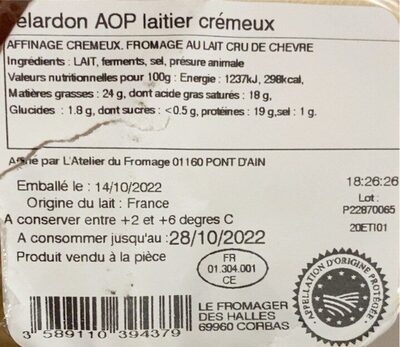 elardon AOP laitier crémeux
AFFINAGE CREMEUX. FROMAGE AU LAIT CRU DE CHEVRE
Ingrédients : LAIT, ferments, sel, présure animale
Valeurs nutritionnelles pour 100g : Energie : 1237kJ, 298kcal,
Matières grasses : 24 g, dont acide gras saturés : 18 g,
Glucides : 1.8 g, dont sucres : <0.5 g, protéines : 19 g,sel : 1 g.
par L'Atelier du Fromage 01160 PONT D'AIN
Emballé le : 14/10/2022
18:26:26
Origine du lait : France
Lot :
P22870065
A conserver entre +2 et +6 degres C
20ETI01
A consommer jusqu'au : 28/10/2022
Produit vendu à la pièce
FR
01.304.001
CE
APPELLATION D'ORIGINE PROTÉGÉE
LE FROMAGER
DES HALLES
69960 CORBAS
3 589110 394379